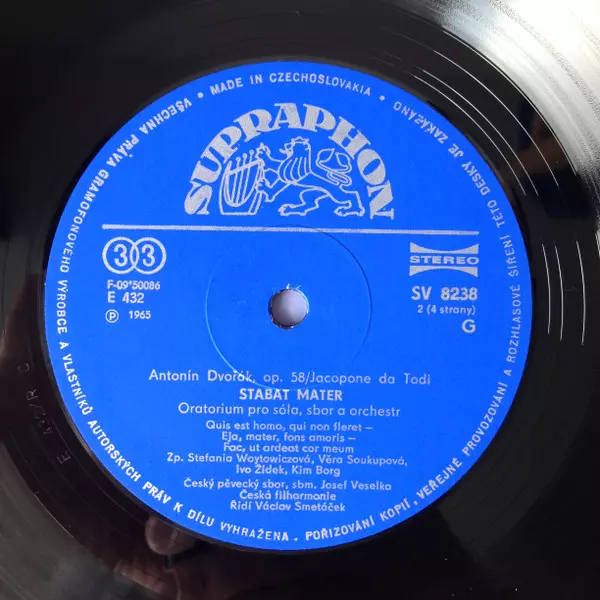 VŠECHNA PRÁVA GRAMOFONOVÉHO VÝROBCE A VLASTNÍKŮ AUTORSKÝCH PRÁV K DÍLU VYHRAŽENA. POŘIZOVÁNÍ KOPIÍ, VEŘEJNÉ PROVOZOVÁNÍ A ROZHLASOVÉ ŠÍŘENÍ TÉTO DESKY JE ZAKÁZÁNO
• MADE IN CZECHOSLOVAKIA •
SUPRAPHON
33
STEREO
F-09*50086
E 432
Ⓟ 1965
SV 8238
2 (4 strany)
G
Antonín Dvořák, op. 58/Jacopone da Todi
STABAT MATER
Oratorium pro sóla, sbor a orchestr
Quis est homo, qui non fleret –
Eja, mater, fons amoris –
Fac, ut ardeat cor meum
Zp. Stefania Woytowiczová, Věra Soukupová,
Ivo Žídek, Kim Borg
Český pěvecký sbor, sbm. Josef Veselka
Česká filharmonie
Řídí Václav Smetáček